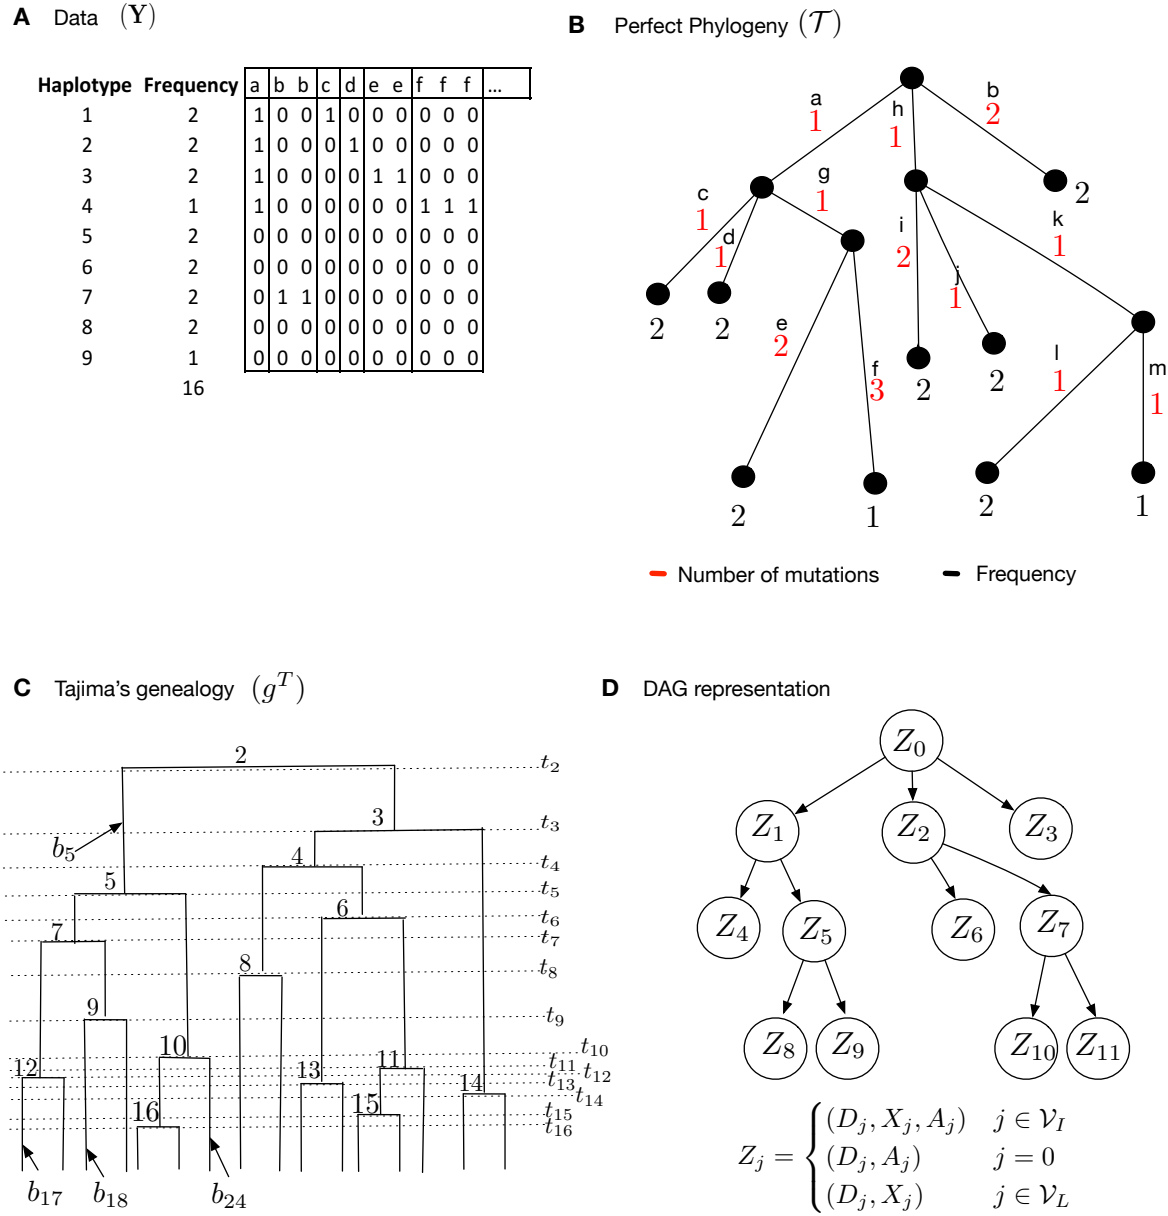 A Data (Y)
Haplotype Frequency a b b c d e e f f f ...
1 2 1 0 0 1 0 0 0 0 0 0
2 2 1 0 0 0 1 0 0 0 0 0
3 2 1 0 0 0 0 1 1 0 0 0
4 1 1 0 0 0 0 0 0 1 1 1
5 2 0 0 0 0 0 0 0 0 0 0
6 2 0 0 0 0 0 0 0 0 0 0
7 2 0 1 1 0 0 0 0 0 0 0
8 2 0 0 0 0 0 0 0 0 0 0
9 1 0 0 0 0 0 0 0 0 0 0
16
B Perfect Phylogeny (𝒯)
a
1
h
1
b
2
2
c
1
d
1
g
1
i
2
j
1
k
1
2
2
e
2
f
3
2
2
l
1
m
1
2
1
2
1
Number of mutations
Frequency
C Tajima's genealogy (g^T)
2
t₂
3
t₃
b₅
4
t₄
5
t₅
6
t₆
7
t₇
8
t₈
9
t₉
10
t₁₀
11
t₁₁
12
t₁₂
13
t₁₃
14
t₁₄
15
t₁₅
16
t₁₆
b₁₇
b₁₈
b₂₄
D DAG representation
Z₀
Z₁ Z₂ Z₃
Z₄ Z₅ Z₆ Z₇
Z₈ Z₉ Z₁₀ Z₁₁
(D_j, X_j, A_j) j ∈ 𝒱_I
Z_j = { (D_j, A_j) j = 0
(D_j, X_j) j ∈ 𝒱_L